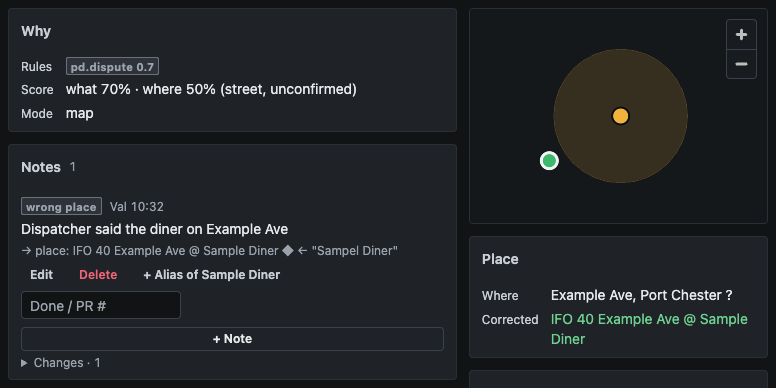 Why
Rules pd.dispute 0.7
Score what 70% · where 50% (street, unconfirmed)
Mode map
Notes 1
wrong place Val 10:32
Dispatcher said the diner on Example Ave
→ place: IFO 40 Example Ave @ Sample Diner ◆ ← "Sampel Diner"
Edit Delete + Alias of Sample Diner
Done / PR #
+ Note
▶ Changes · 1
+
−
Place
Where Example Ave, Port Chester ?
Corrected IFO 40 Example Ave @ Sample
Diner